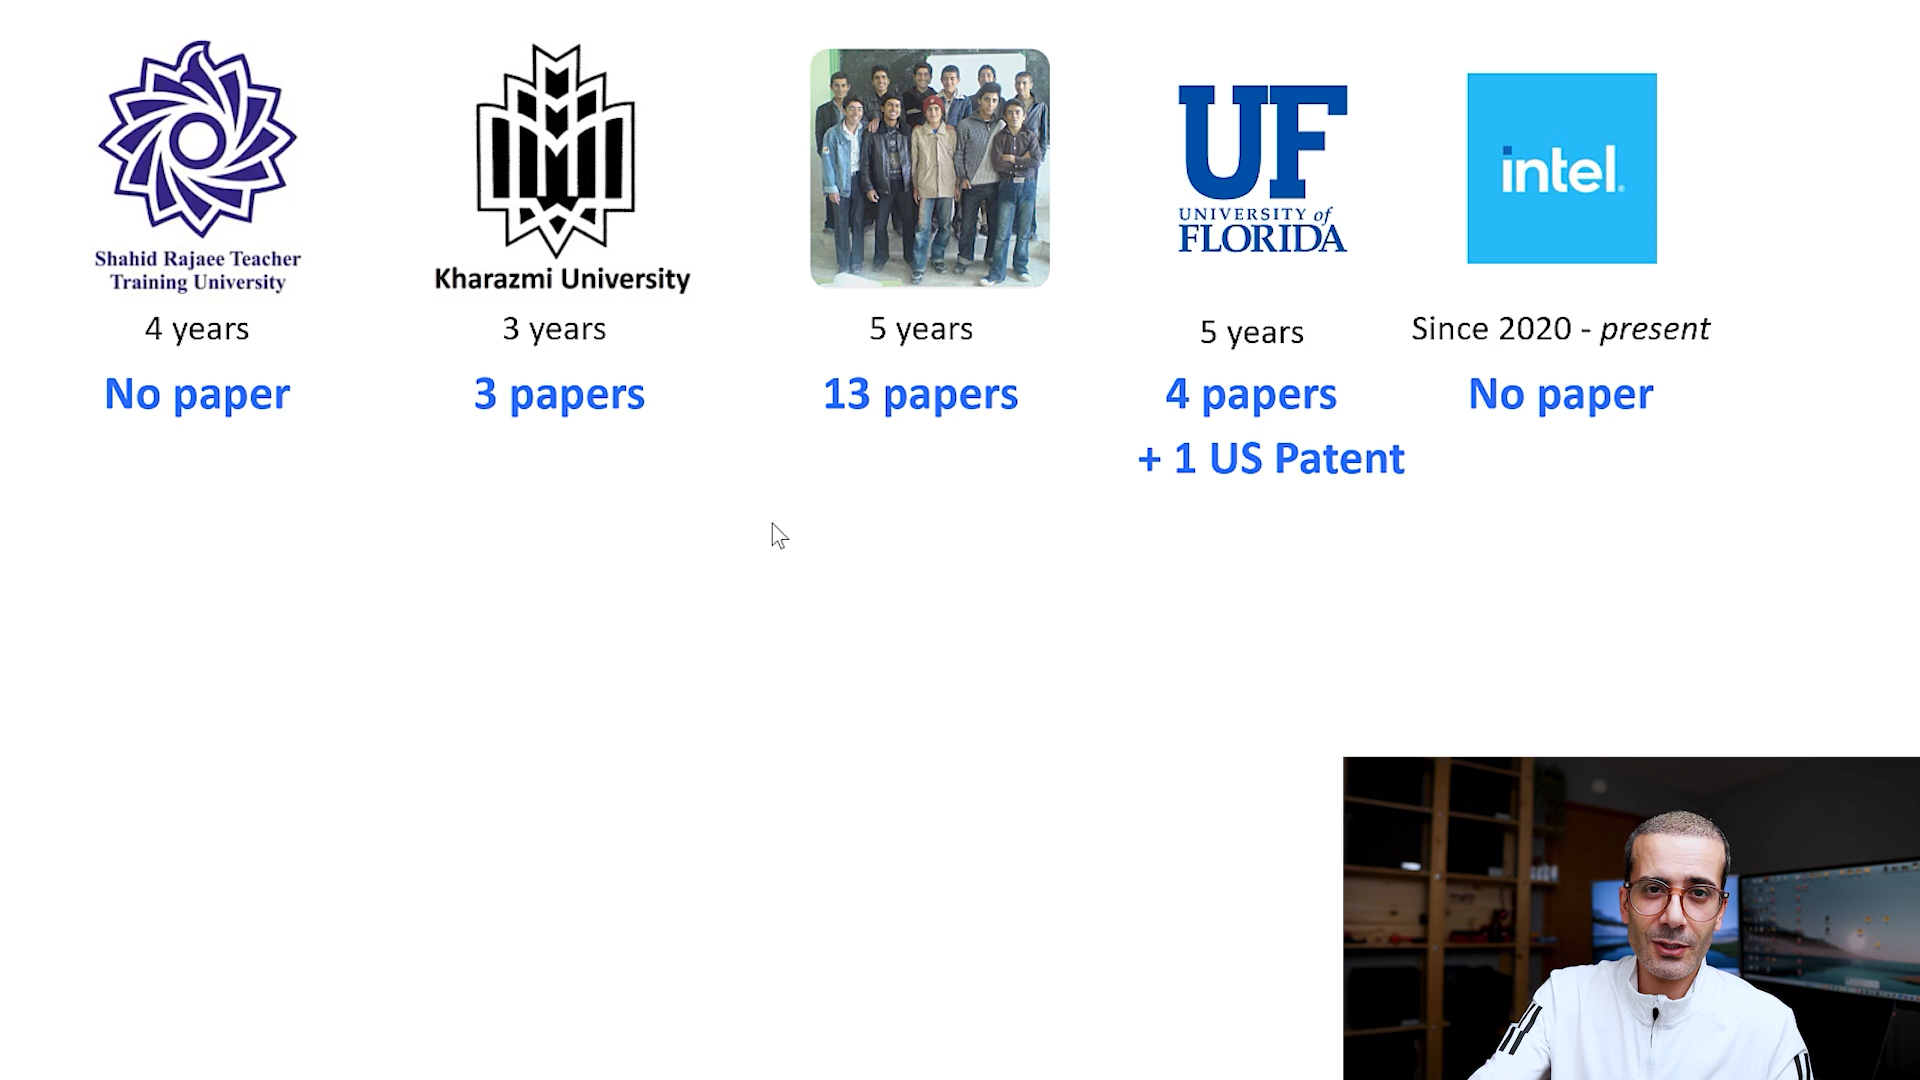 Shahid Rajaee Teacher
Training University
4 years
No paper
Kharazmi University
3 years
3 papers
5 years
13 papers
UF
UNIVERSITY of
FLORIDA
5 years
4 papers
+ 1 US Patent
intel.
Since 2020 - present
No paper